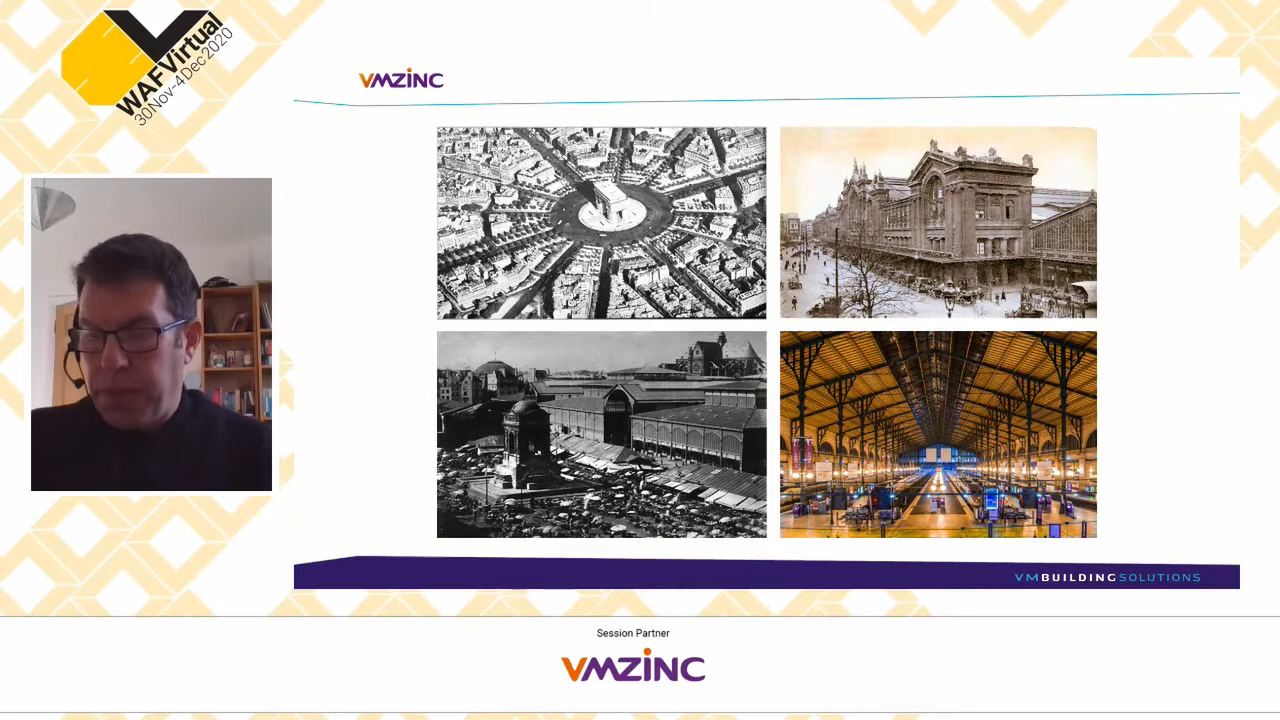 WAFVirtual
30Nov-4Dec2020
VMZINC
VMBUILDINGSOLUTIONS
Session Partner
VMZINC